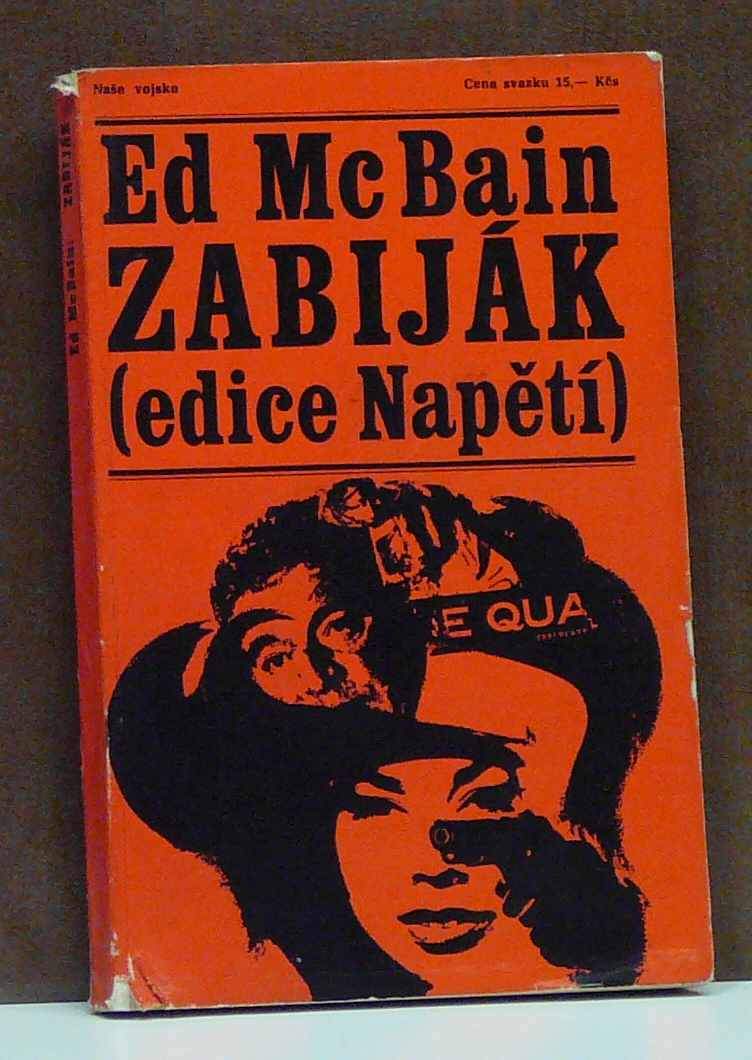 Naše vojsko
Cena svazku 15,— Kčs
Ed McBain
ZABIJÁK
(edice Napětí)
E QUA
Ed McBain: ZABIJÁK